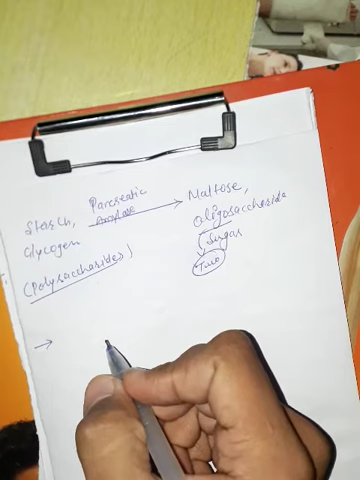 Starch, Pancreatic Amylase → Maltose,
Glycogen Oligosaccharide
(Polysaccharides) (Sugar
Two
→